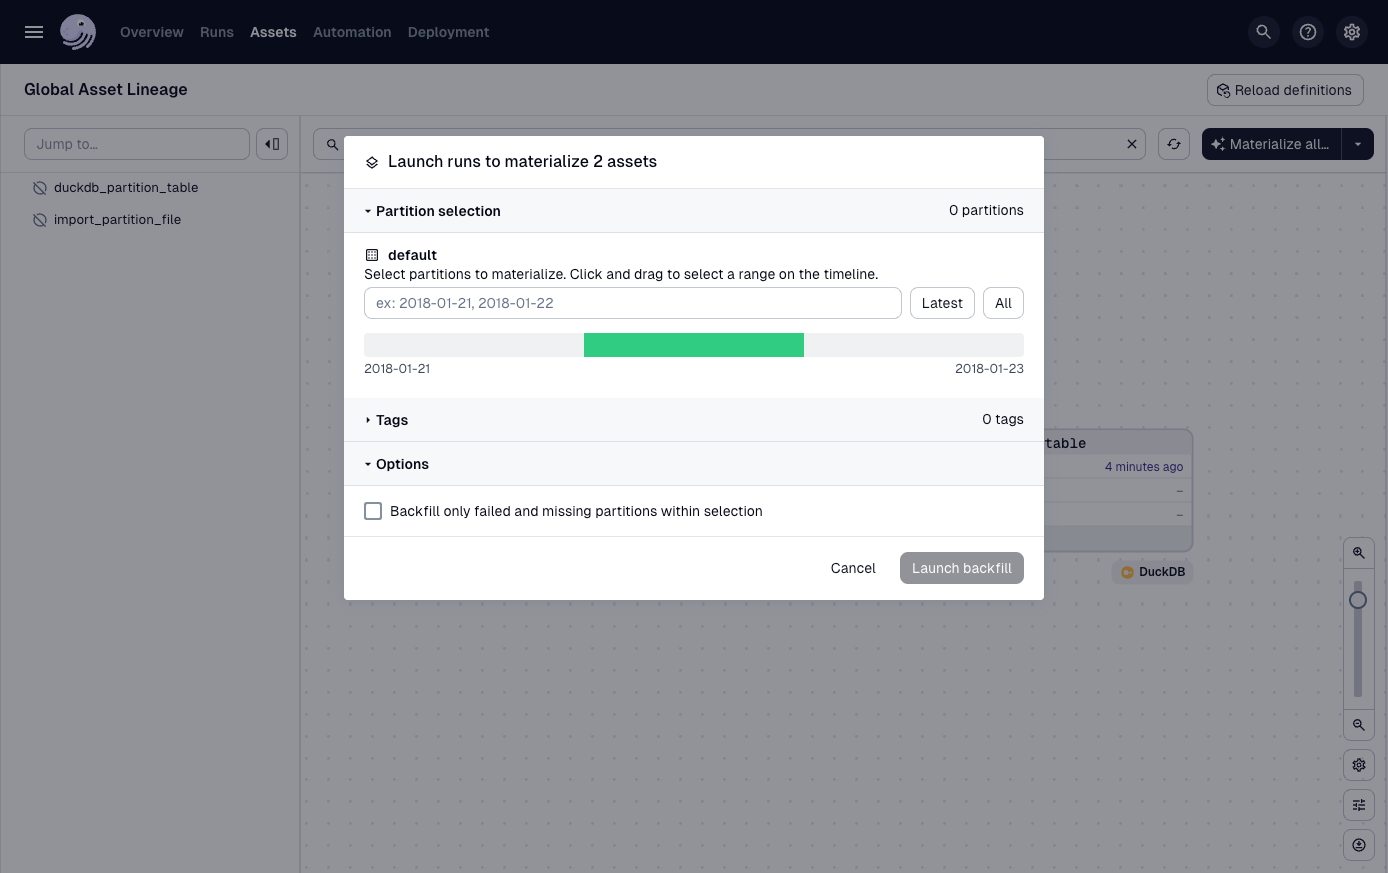 Overview Runs Assets Automation Deployment
Global Asset Lineage
Reload definitions
Jump to…
Materialize all…
duckdb_partition_table
import_partition_file
Launch runs to materialize 2 assets
Partition selection
0 partitions
default
Select partitions to materialize. Click and drag to select a range on the timeline.
ex: 2018-01-21, 2018-01-22
Latest
All
2018-01-21
2018-01-23
Tags
0 tags
Options
Backfill only failed and missing partitions within selection
Cancel
Launch backfill
table
4 minutes ago
–
–
DuckDB